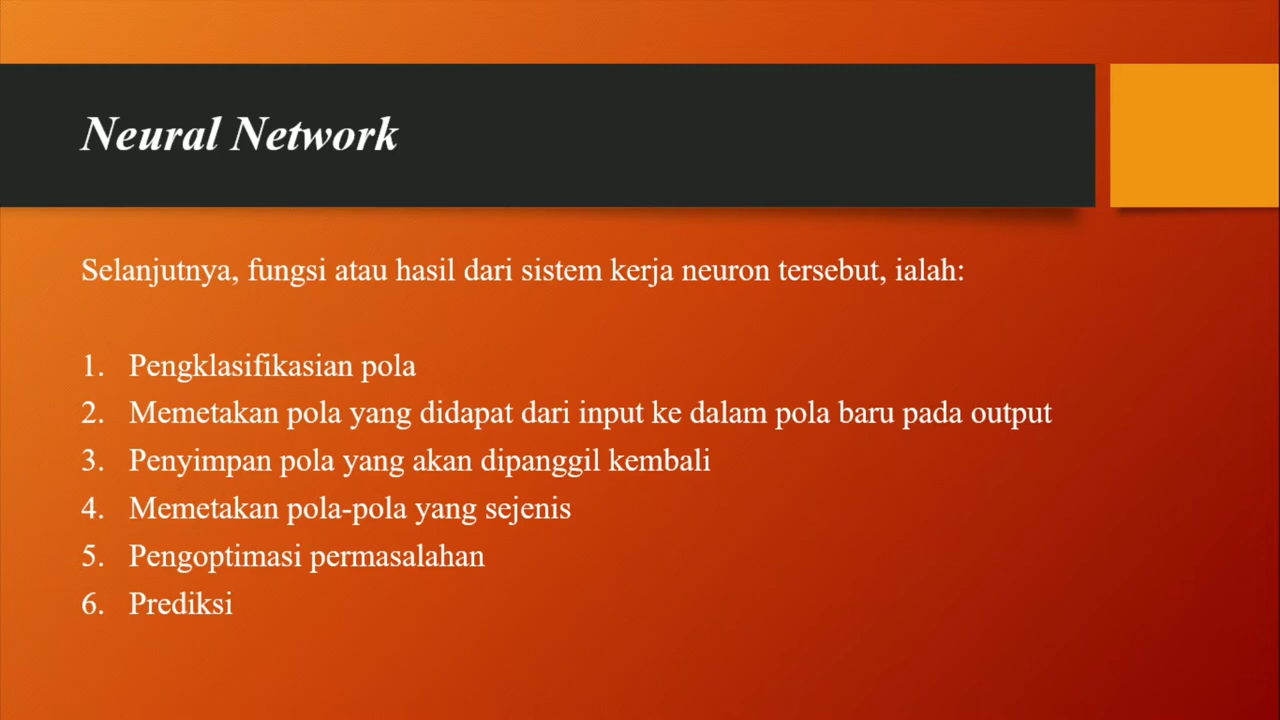 Neural Network
Selanjutnya, fungsi atau hasil dari sistem kerja neuron tersebut, ialah:
1. Pengklasifikasian pola
2. Memetakan pola yang didapat dari input ke dalam pola baru pada output
3. Penyimpan pola yang akan dipanggil kembali
4. Memetakan pola-pola yang sejenis
5. Pengoptimasi permasalahan
6. Prediksi